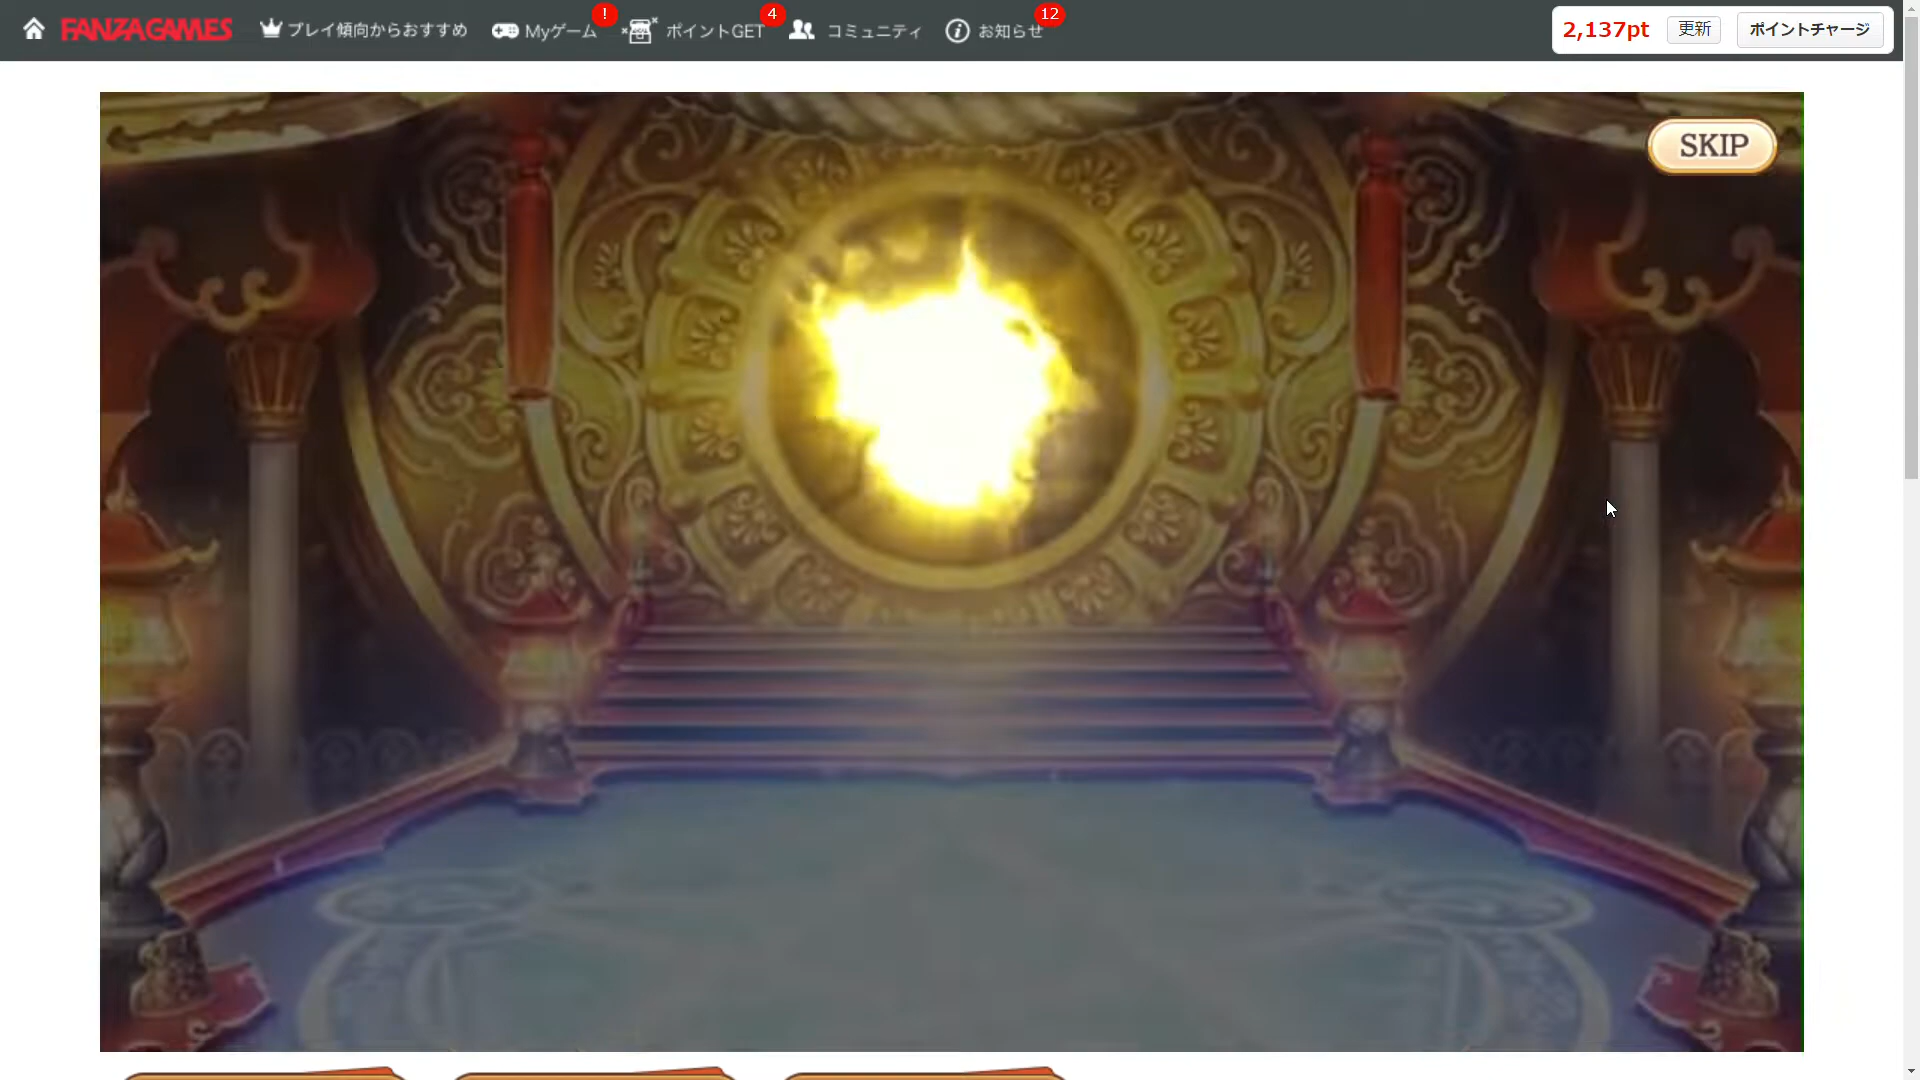 FANZA GAMES
プレイ傾向からおすすめ
Myゲーム
!
ポイントGET
4
コミュニティ
お知らせ
12
2,137pt
更新
ポイントチャージ
SKIP